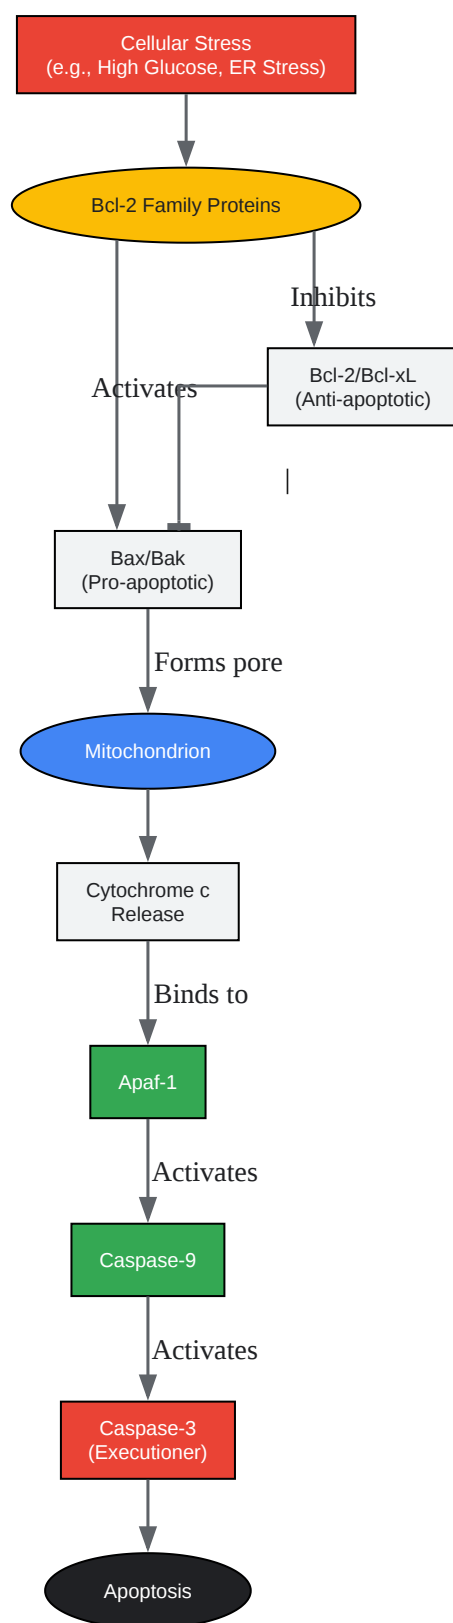 Cellular Stress
(e.g., High Glucose, ER Stress)
Bcl-2 Family Proteins
Inhibits
Bcl-2/Bcl-xL
(Anti-apoptotic)
Activates
|
Bax/Bak
(Pro-apoptotic)
Forms pore
Mitochondrion
Cytochrome c
Release
Binds to
Apaf-1
Activates
Caspase-9
Activates
Caspase-3
(Executioner)
Apoptosis